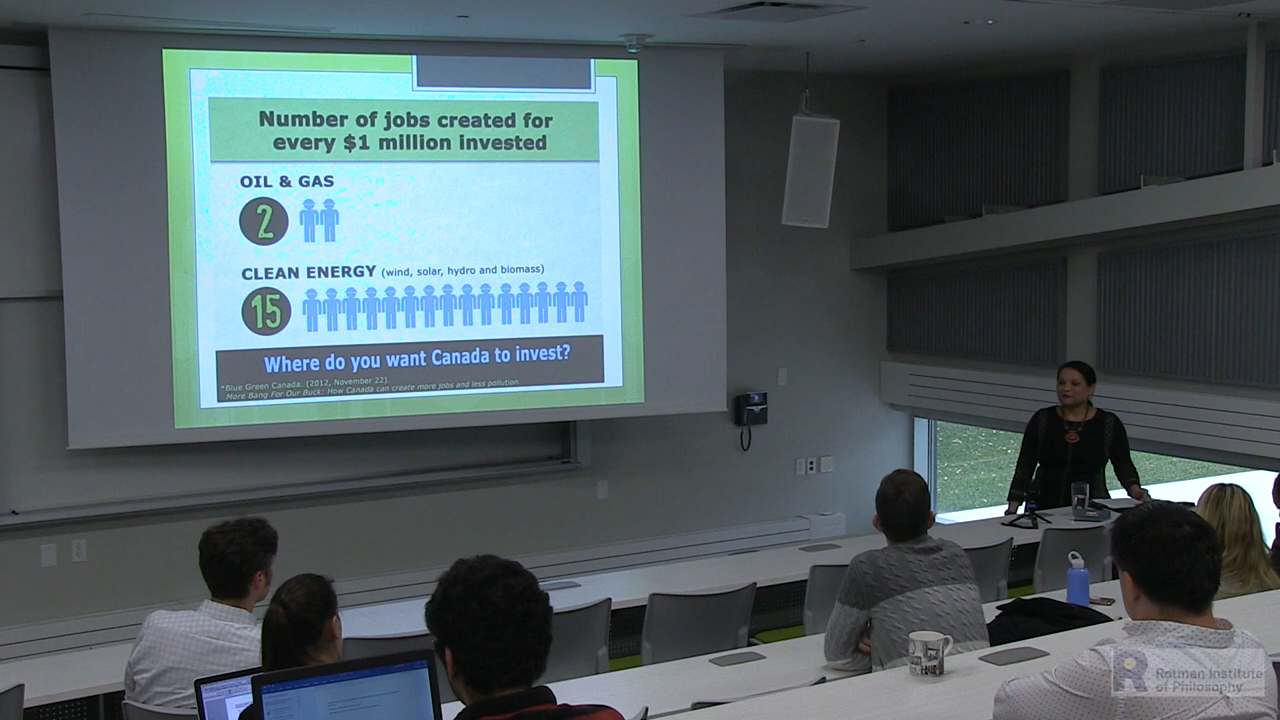 Number of jobs created for
every $1 million invested
OIL & GAS
2
CLEAN ENERGY (wind, solar, hydro and biomass)
15
Where do you want Canada to invest?
*Blue Green Canada. (2012, November 22).
More Bang For Our Buck: How Canada can create more jobs and less pollution
Rotman Institute
of Philosophy